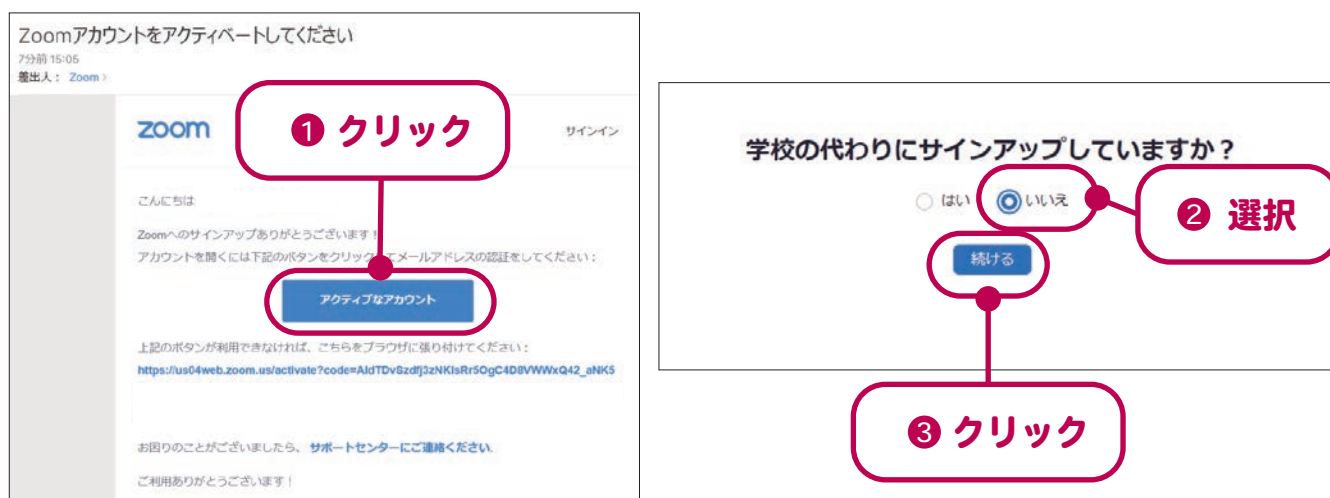 Zoomアカウントをアクティベートしてください
7分前 15:05
差出人： Zoom >
zoom
サインイン
❶ クリック
こんにちは
Zoomへのサインアップありがとうございます！
アカウントを開くには下記のボタンをクリックしてメールアドレスの認証をしてください：
アクティブなアカウント
上記のボタンが利用できなければ、こちらをブラウザに張り付けてください：
お困りのことがございましたら、 サポートセンターにご連絡ください.
ご利用ありがとうございます！
学校の代わりにサインアップしていますか？
はい いいえ
❷ 選択
続ける
❸ クリック